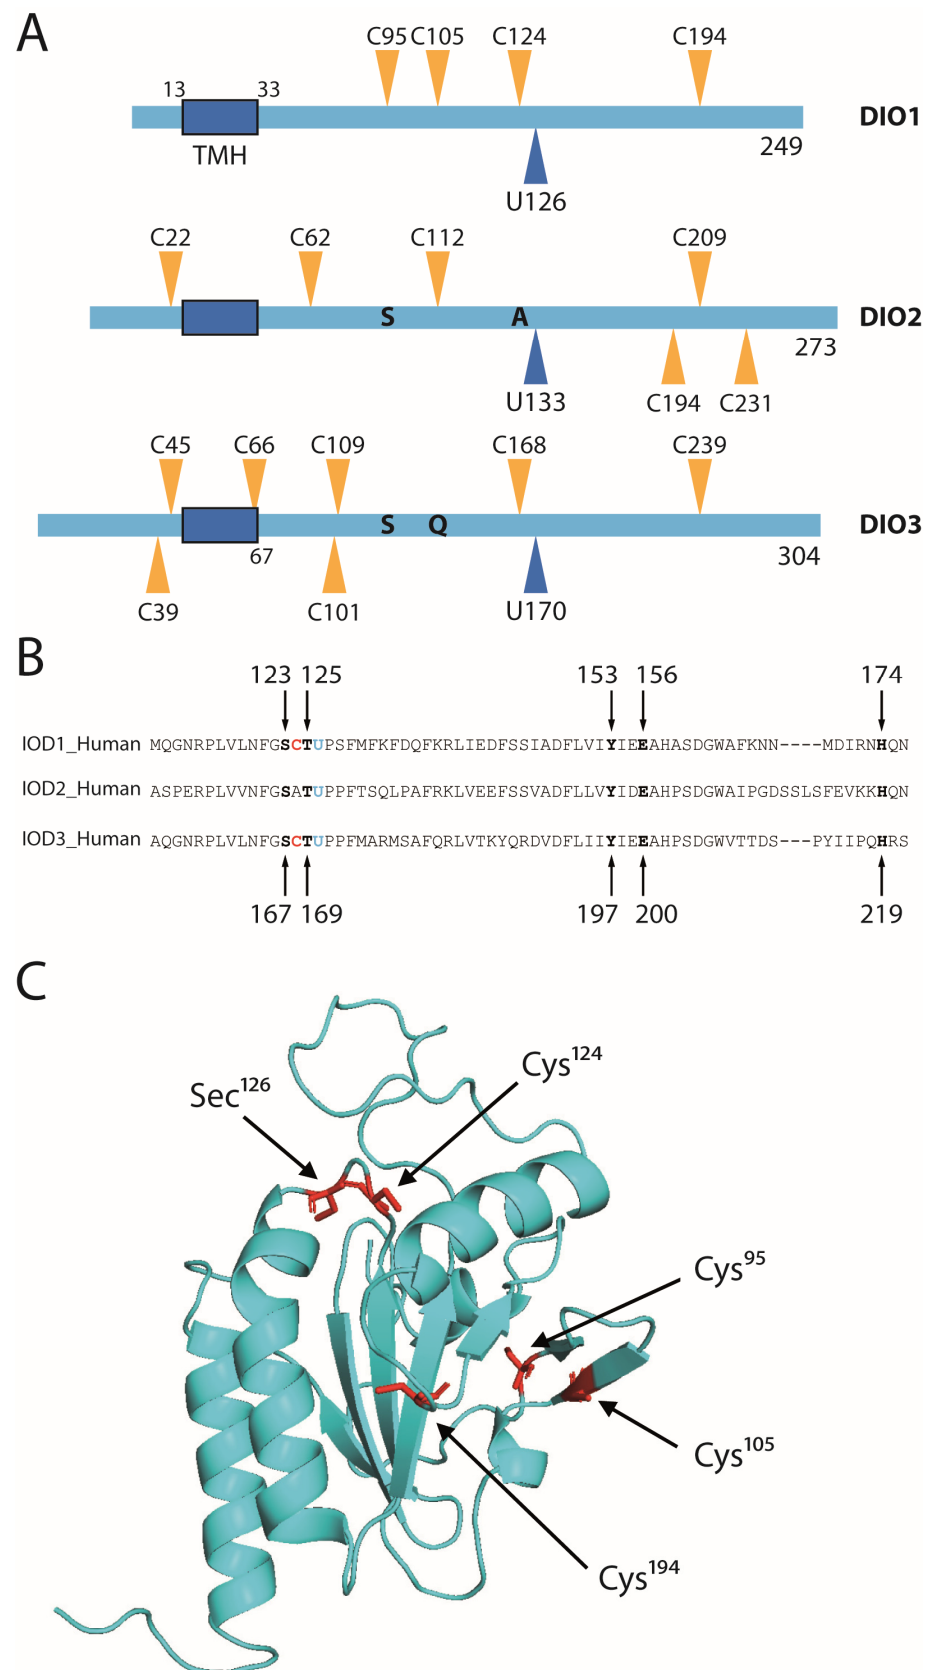 A
C95 C105 C124 C194
13 33
DIO1
TMH
249
U126
C22 C62 C112 C209
S A DIO2
273
U133 C194 C231
C45 C66 C109 C168 C239
S Q DIO3
67 304
C39 C101 U170
B
123 125 153 156 174
IOD1_Human MQGNRPLVLNFGSCTUPSFMFKFDQFKRLIEDFSSIADFLVIYIEEAHASDGWAFKNN----MDIRNHQN
IOD2_Human ASPERPLVVNFGSATUPPFTSQLPAFRKLVEEFSSVADFLLVYIDEAHPSDGWAIPGDSSLSFEVKKHQN
IOD3_Human AQGNRPLVLNFGSCTUPPFMARMSAFQRLVTKYQRDVDFLIIYIEEAHPSDGWVTTDS---PYIIPQHRS
167 169 197 200 219
C
Cys124
Sec126
Cys95
Cys105
Cys194